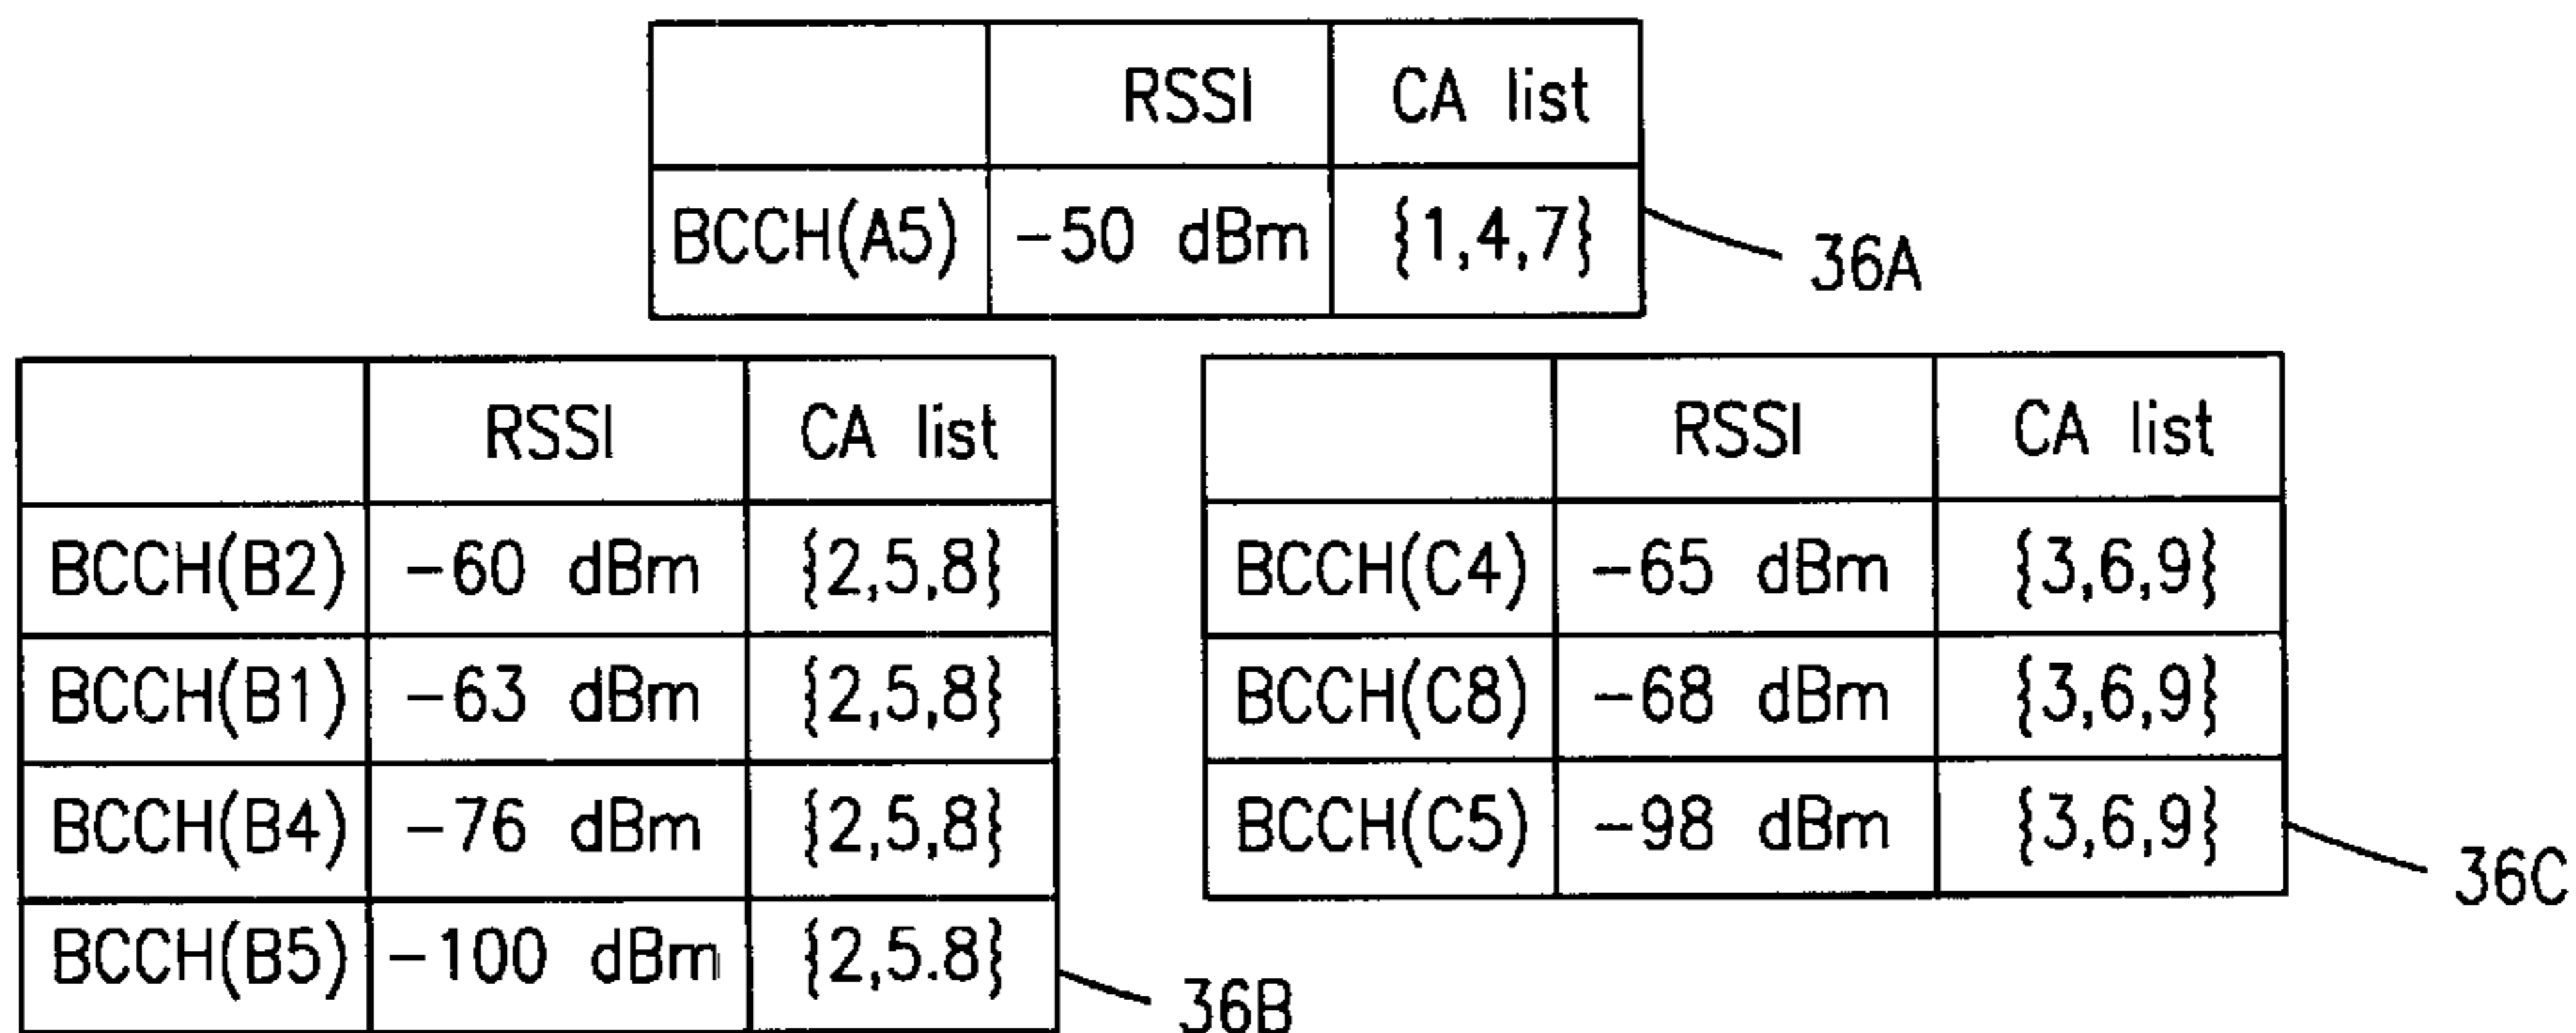 RSSI CA list
BCCH(A5) -50 dBm {1,4,7}
36A
RSSI CA list
BCCH(B2) -60 dBm {2,5,8}
BCCH(B1) -63 dBm {2,5,8}
BCCH(B4) -76 dBm {2,5,8}
BCCH(B5) -100 dBm {2,5.8}
36B
RSSI CA list
BCCH(C4) -65 dBm {3,6,9}
BCCH(C8) -68 dBm {3,6,9}
BCCH(C5) -98 dBm {3,6,9}
36C